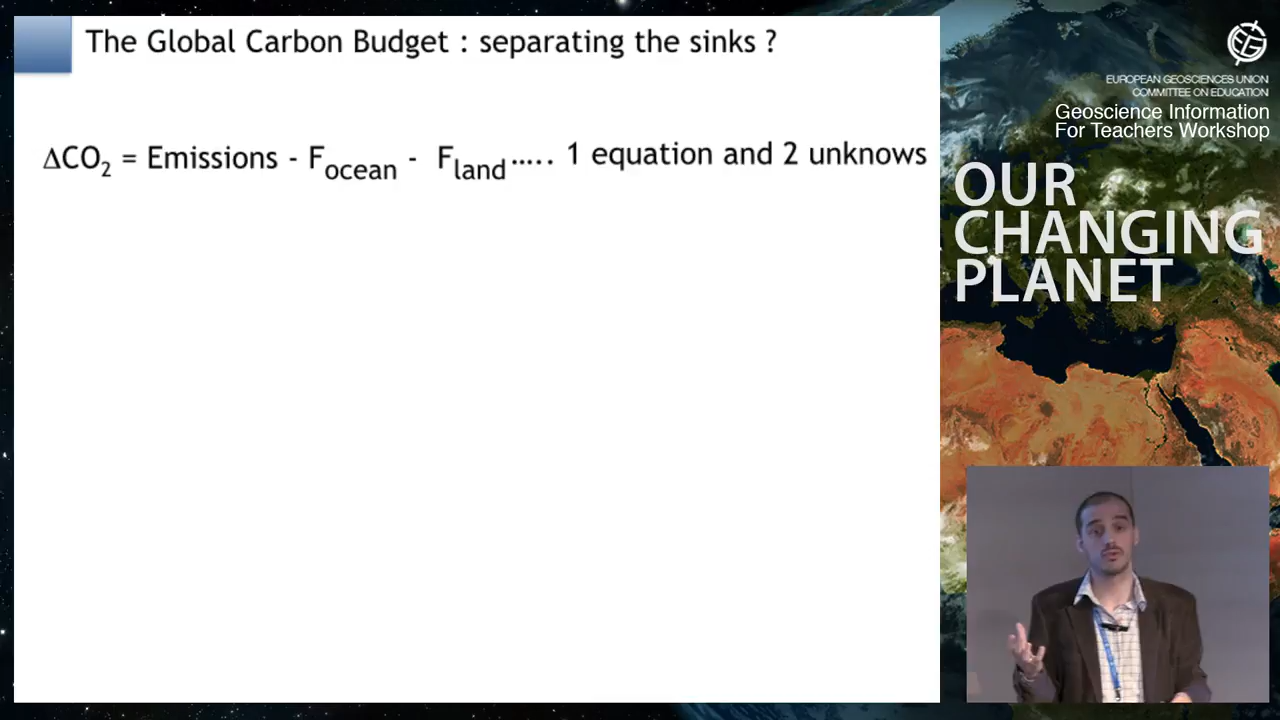 The Global Carbon Budget : separating the sinks ?
ΔCO₂ = Emissions - Focean - Fland ..... 1 equation and 2 unknows
EUROPEAN GEOSCIENCES UNION
COMMITTEE ON EDUCATION
Geoscience Information
For Teachers Workshop
OUR
CHANGING
PLANET